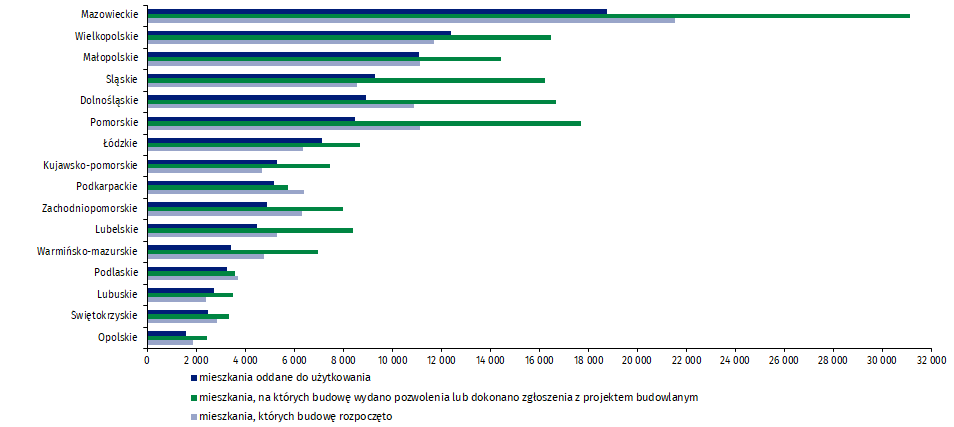 Mazowieckie
Wielkopolskie
Małopolskie
Sląskie
Dolnośląskie
Pomorskie
Łódzkie
Kujawsko-pomorskie
Podkarpackie
Zachodniopomorskie
Lubelskie
Warmińsko-mazurskie
Podlaskie
Lubuskie
Swiętokrzyskie
Opolskie
0 2 000 4 000 6 000 8 000 10 000 12 000 14 000 16 000 18 000 20 000 22 000 24 000 26 000 28 000 30 000 32 000
mieszkania oddane do użytkowania
mieszkania, na których budowę wydano pozwolenia lub dokonano zgłoszenia z projektem budowlanym
mieszkania, których budowę rozpoczęto